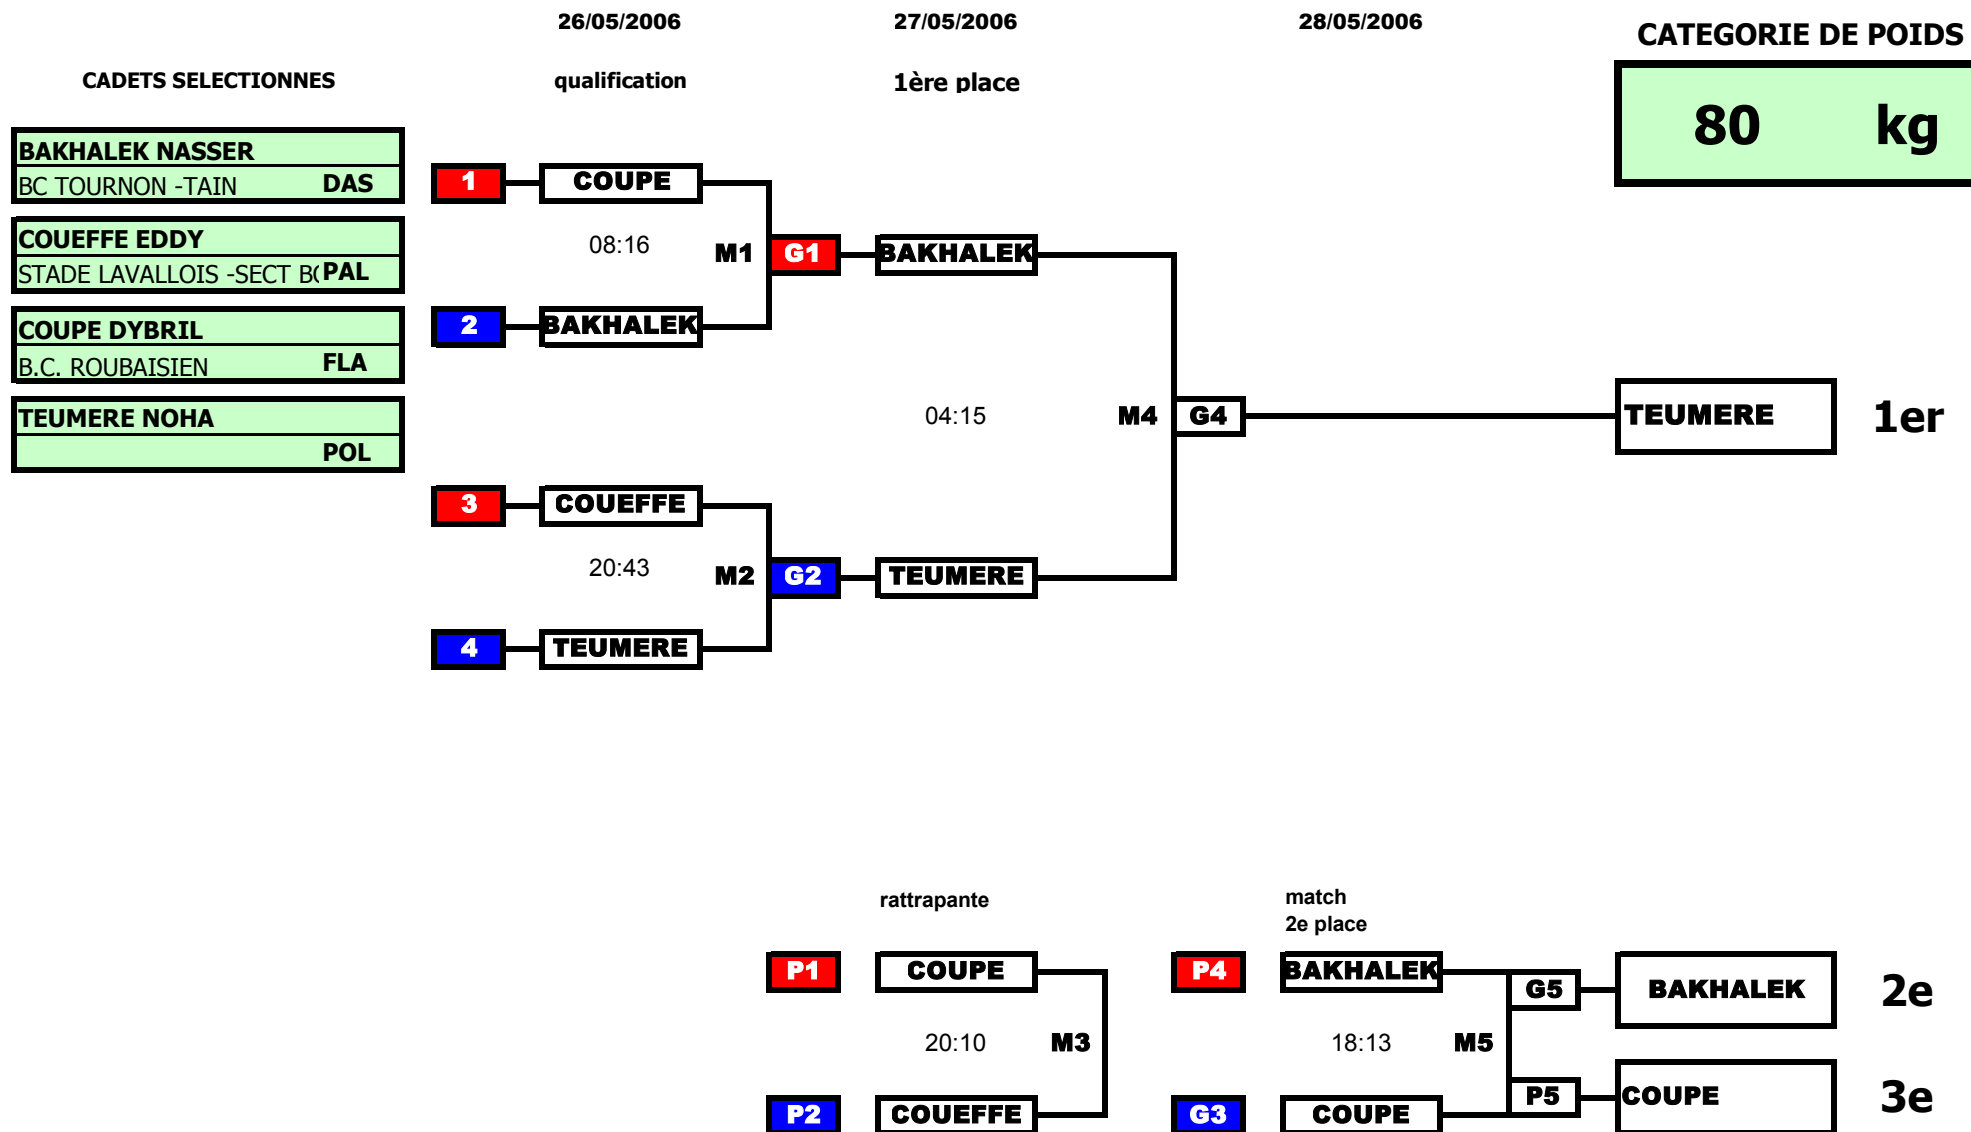 26/05/2006 27/05/2006 28/05/2006
CATEGORIE DE POIDS
CADETS SELECTIONNES qualification 1ère place
80 kg
BAKHALEK NASSER
BC TOURNON -TAIN DAS
1 COUPE
COUEFFE EDDY
STADE LAVALLOIS -SECT BO PAL
08:16 M1 G1 BAKHALEK
COUPE DYBRIL
B.C. ROUBAISIEN FLA
2 BAKHALEK
TEUMERE NOHA
POL
04:15 M4 G4 TEUMERE 1er
3 COUEFFE
20:43 M2 G2 TEUMERE
4 TEUMERE
rattrapante match
2e place
P1 COUPE P4 BAKHALEK
G5 BAKHALEK 2e
20:10 M3 18:13 M5
P5 COUPE 3e
P2 COUEFFE G3 COUPE